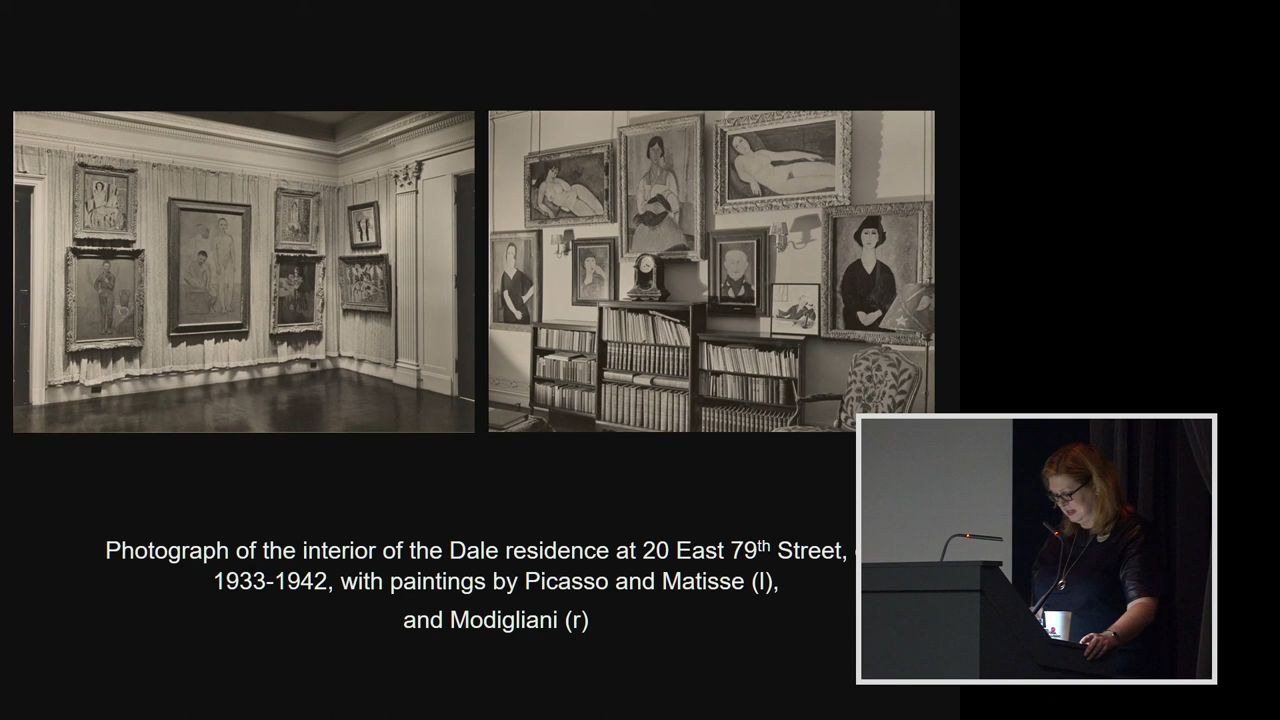 Photograph of the interior of the Dale residence at 20 East 79th Street,
1933-1942, with paintings by Picasso and Matisse (l),
and Modigliani (r)